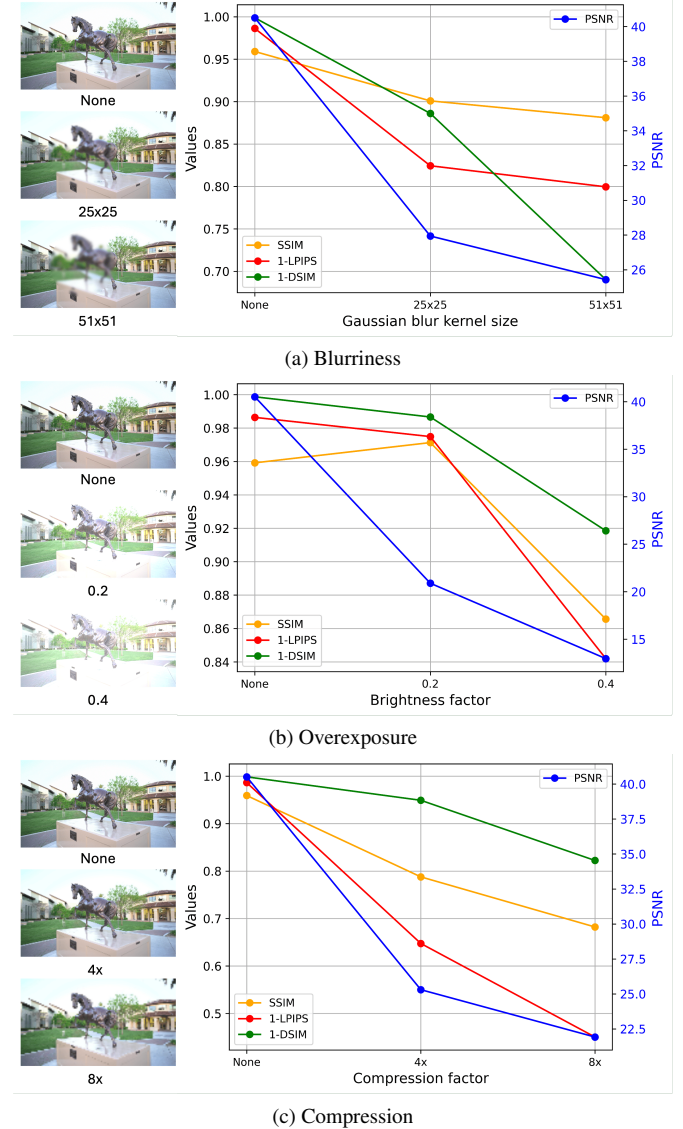 None
25x25
51x51
Values
1.00
0.95
0.90
0.85
0.80
0.75
0.70
PSNR
SSIM
1-LPIPS
1-DSIM
None
25x25
51x51
Gaussian blur kernel size
40
38
36
34
32
30
28
26
PSNR
(a) Blurriness
None
0.2
0.4
Values
1.00
0.98
0.96
0.94
0.92
0.90
0.88
0.86
0.84
PSNR
SSIM
1-LPIPS
1-DSIM
None
0.2
0.4
Brightness factor
40
35
30
25
20
15
PSNR
(b) Overexposure
None
4x
8x
Values
1.0
0.9
0.8
0.7
0.6
0.5
PSNR
SSIM
1-LPIPS
1-DSIM
None
4x
8x
Compression factor
40.0
37.5
35.0
32.5
30.0
27.5
25.0
22.5
PSNR
(c) Compression